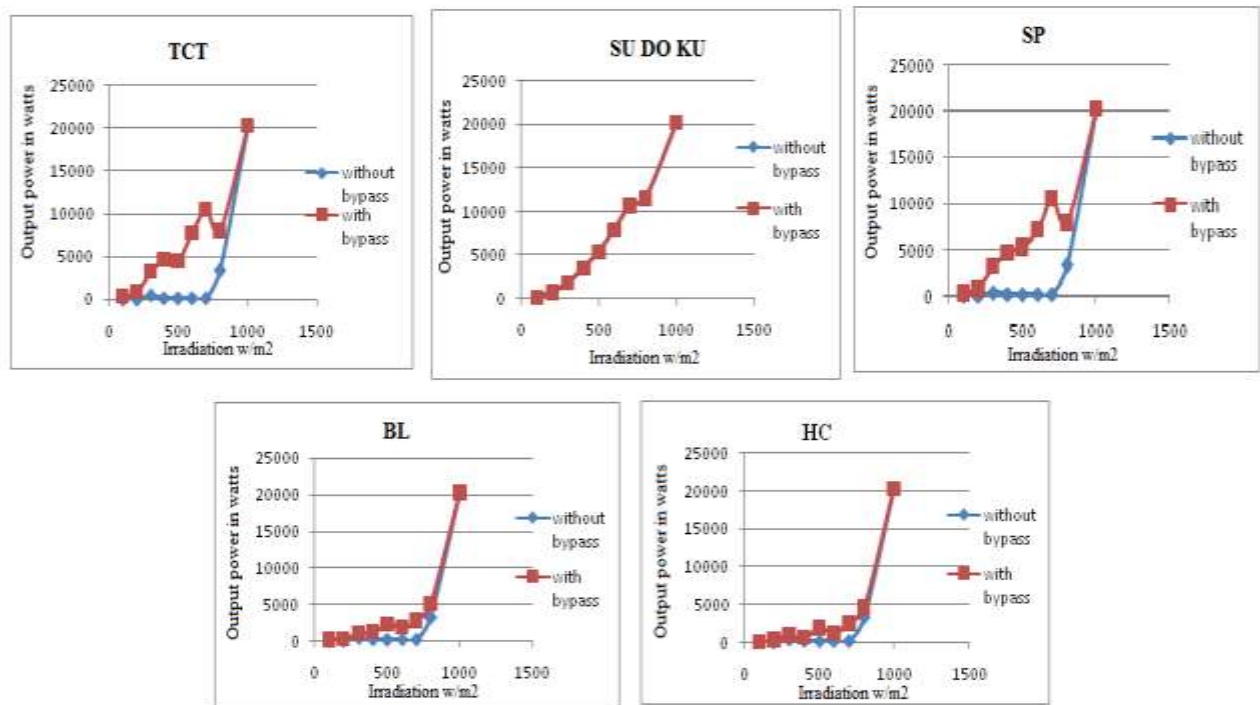 TCT
Output power in watts
25000
20000
15000
10000
5000
0
0 500 1000 1500
Irradiation w/m2
without
bypass
with
bypass
SU DO KU
Output power in watts
25000
20000
15000
10000
5000
0
0 500 1000 1500
Irradiation w/m2
without
bypass
with
bypass
SP
Output power in watts
25000
20000
15000
10000
5000
0
0 500 1000 1500
Irradiation w/m2
without
bypass
with
bypass
BL
Output power in watts
25000
20000
15000
10000
5000
0
0 500 1000 1500
Irradiation w/m2
without
bypass
with
bypass
HC
Output power in watts
25000
20000
15000
10000
5000
0
0 500 1000 1500
Irradiation w/m2
without
bypass
with
bypass